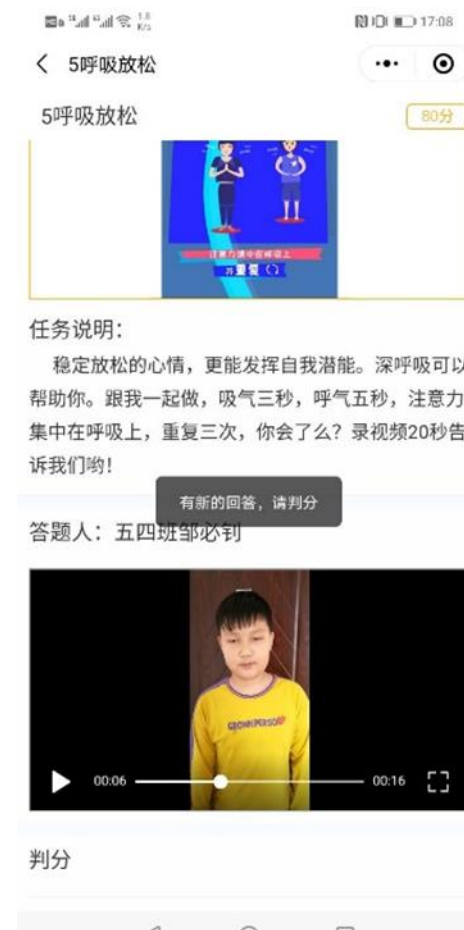 1.8
K/s
17:08
5呼吸放松
5呼吸放松
80分
注意力集中在呼吸上
并重复
任务说明：
稳定放松的心情，更能发挥自我潜能。深呼吸可以
帮助你。跟我一起做，吸气三秒，呼气五秒，注意力
集中在呼吸上，重复三次，你会了么？录视频20秒告
诉我们哟！
有新的回答，请判分
答题人：五四班邹必钊
00:06
00:16
判分